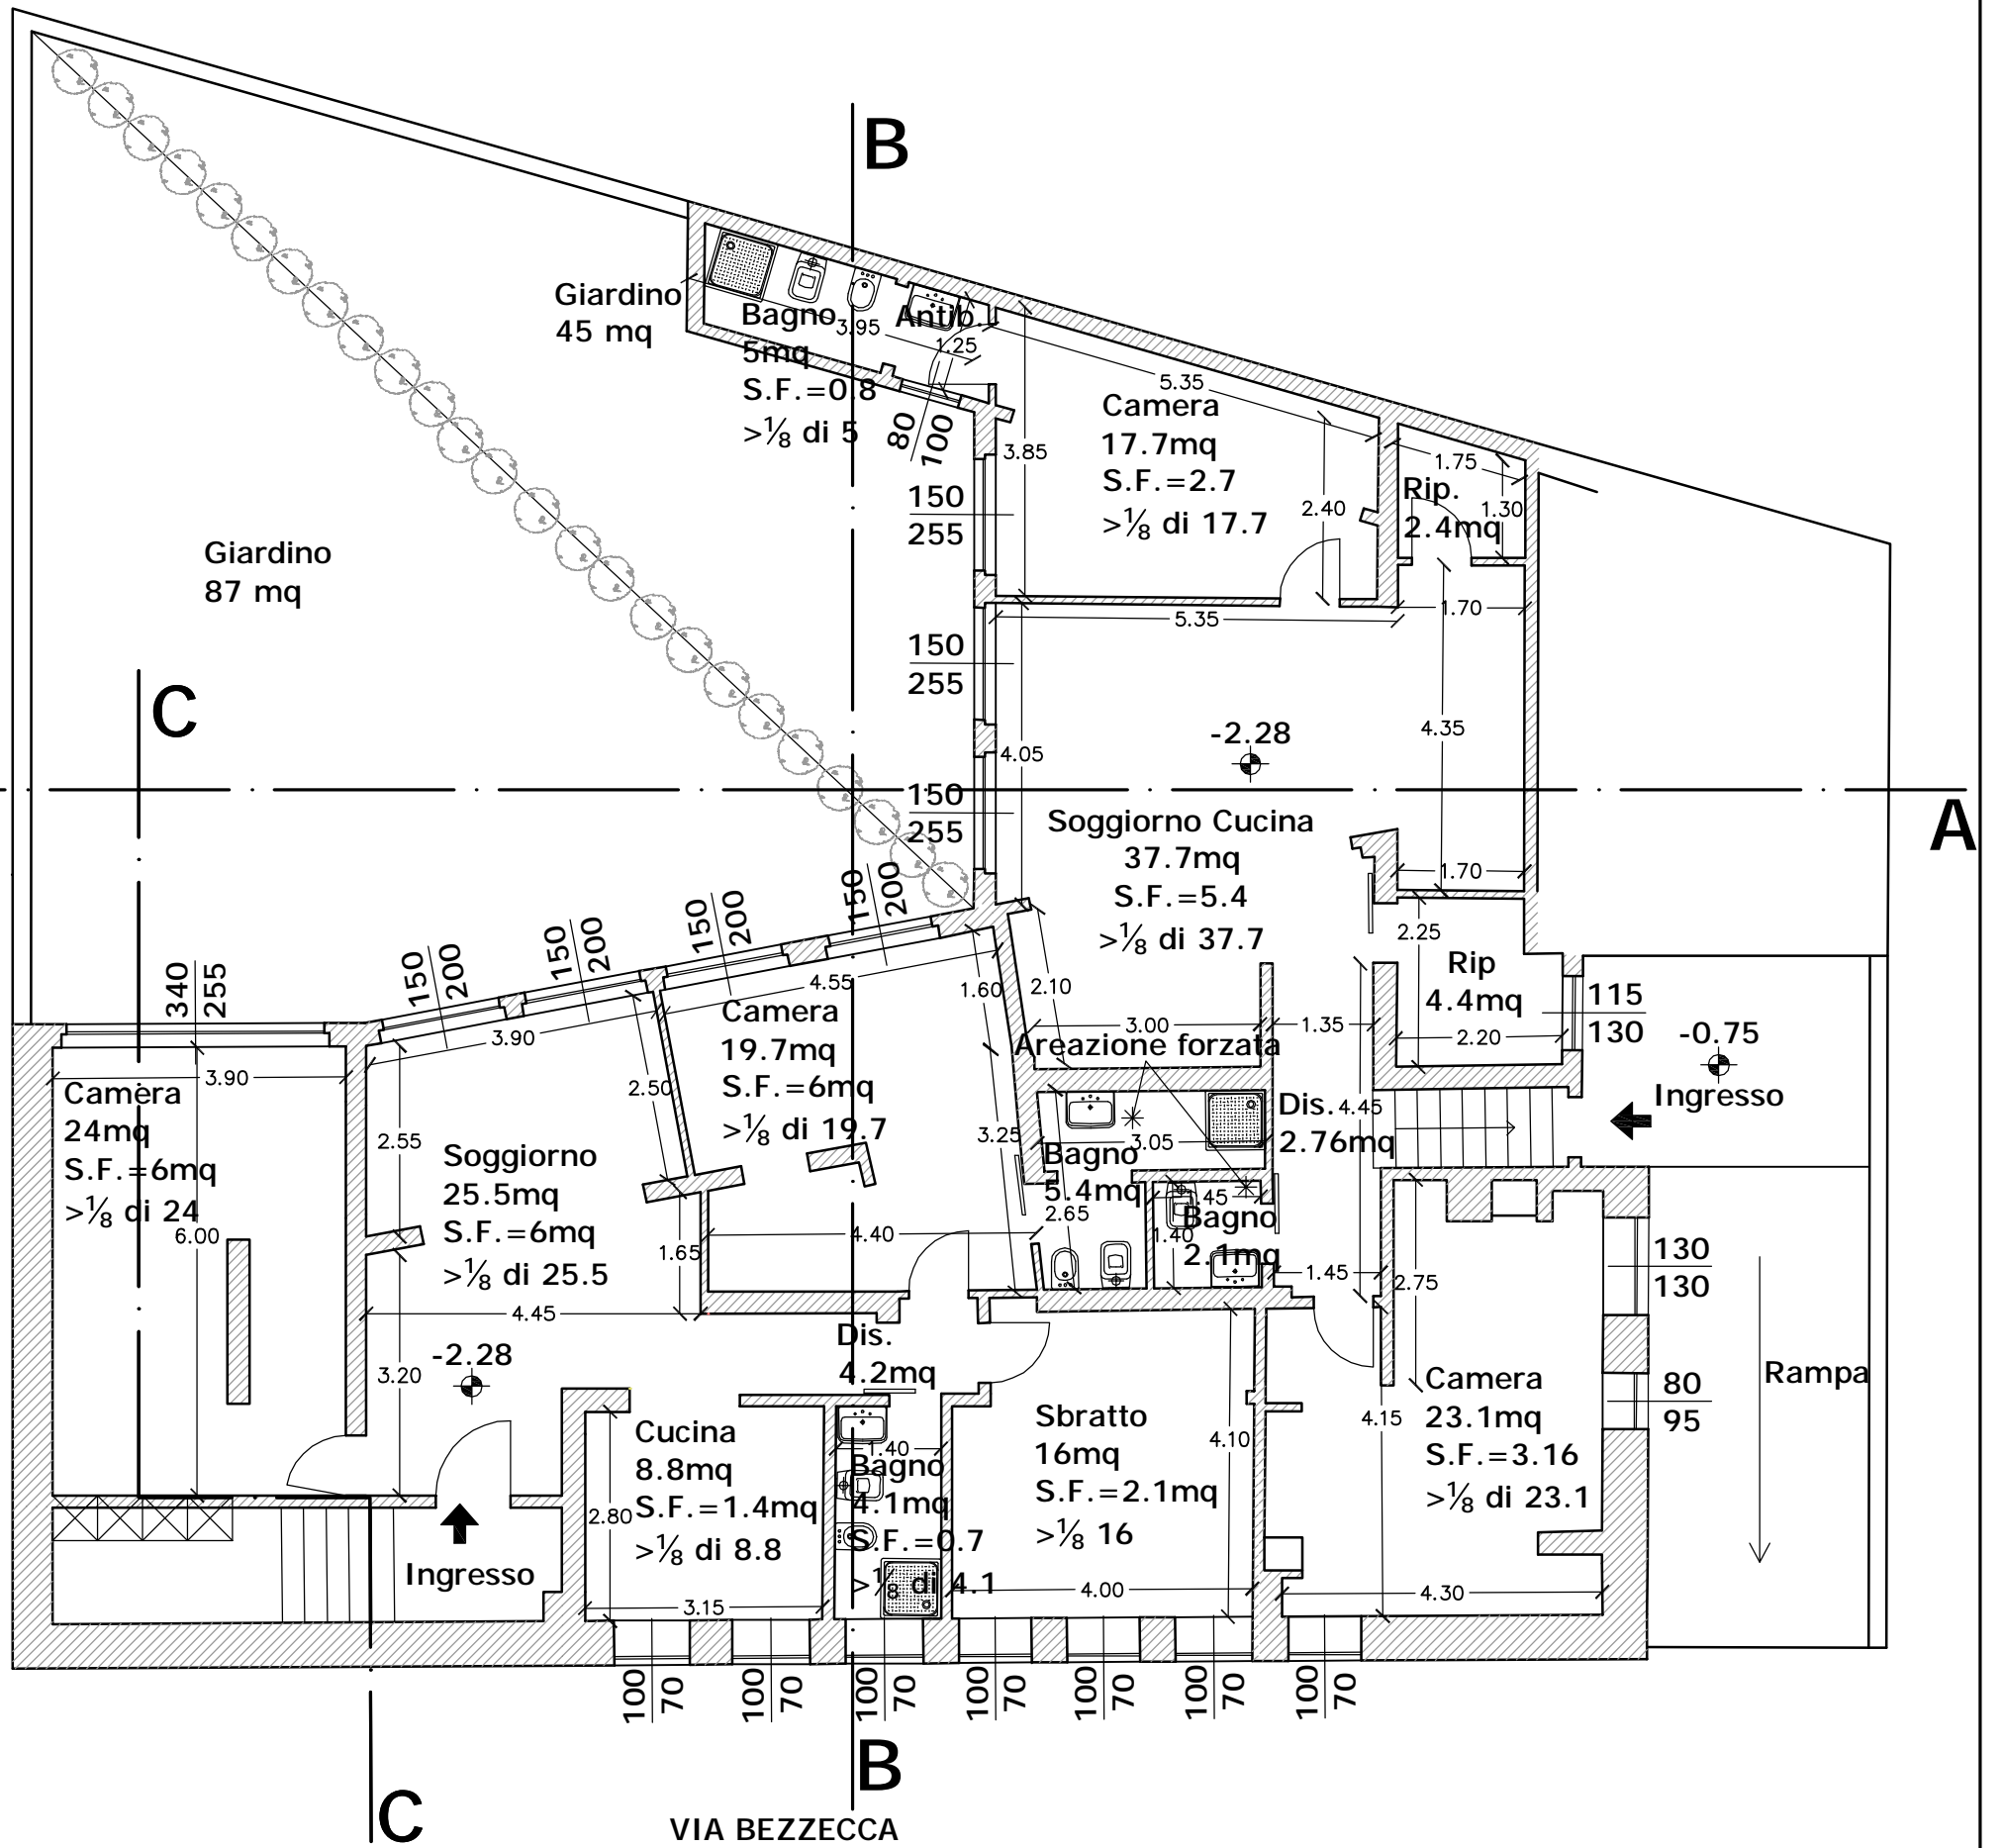 B
Giardino
45 mq
Bagno
5mq
S.F.=0.8
>⅛ di 5
3.95
Antib.
1.25
80
100
5.35
Camera
17.7mq
S.F.=2.7
>⅛ di 17.7
3.85
2.40
1.75
Rip.
2.4mq
1.30
150
255
Giardino
87 mq
5.35
1.70
150
255
C
-2.28
4.35
4.05
150
255
A
Soggiorno Cucina
37.7mq
S.F.=5.4
>⅛ di 37.7
1.70
2.25
Rip
4.4mq
2.20
115
130
-0.75
Ingresso
340
255
150
200
150
200
150
200
150
200
3.90
4.55
1.60
2.10
3.00
1.35
Areazione forzata
Camera
24mq
S.F.=6mq
>⅛ di 24
3.90
6.00
2.55
2.50
Camera
19.7mq
S.F.=6mq
>⅛ di 19.7
3.25
Soggiorno
25.5mq
S.F.=6mq
>⅛ di 25.5
1.65
4.40
4.45
3.05
Bagno
5.4mq
2.65
Dis.
2.76mq
4.45
.45
1.40
Bagno
2.1mq
1.45
2.75
130
130
80
95
Rampa
-2.28
3.20
Dis.
4.2mq
Cucina
8.8mq
S.F.=1.4mq
>⅛ di 8.8
2.80
3.15
1.40
Bagno
4.1mq
S.F.=0.7
>⅛ di 4.1
Sbratto
16mq
S.F.=2.1mq
>⅛ 16
4.10
4.00
Camera
23.1mq
S.F.=3.16
>⅛ di 23.1
4.15
4.30
Ingresso
100
70
100
70
100
70
100
70
100
70
100
70
100
70
B
C
VIA BEZZECCA